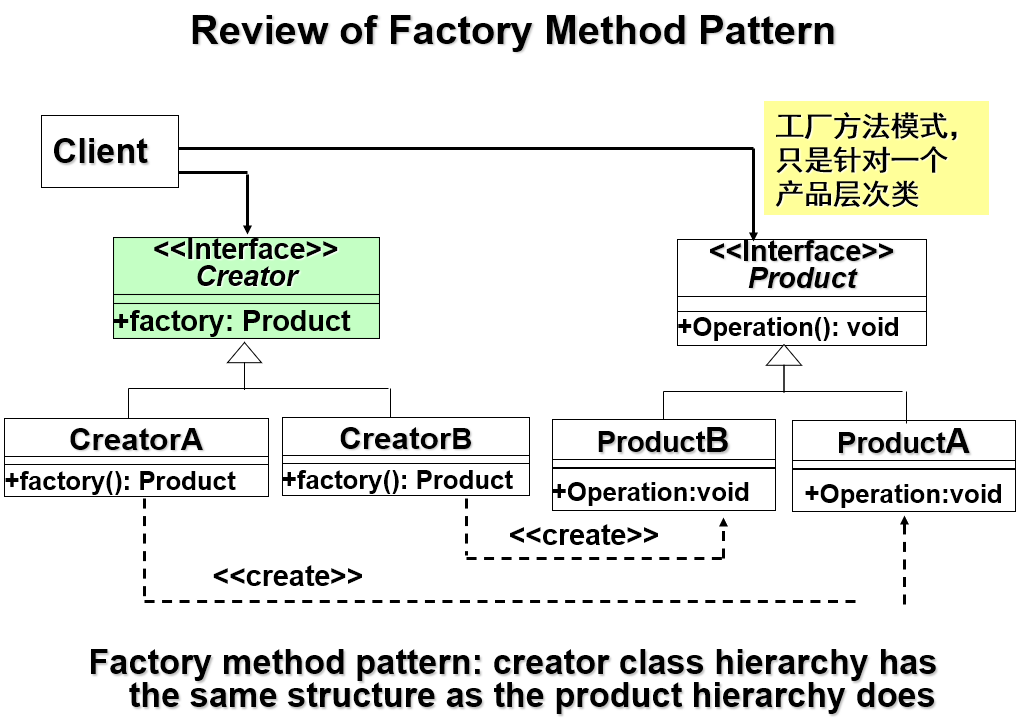 Review of Factory Method Pattern
Client
工厂方法模式，
只是针对一个
产品层次类
<<Interface>>
Creator
+factory: Product
<<Interface>>
Product
+Operation(): void
CreatorA
+factory(): Product
CreatorB
+factory(): Product
ProductB
+Operation:void
ProductA
+Operation:void
<<create>>
<<create>>
Factory method pattern: creator class hierarchy has
the same structure as the product hierarchy does